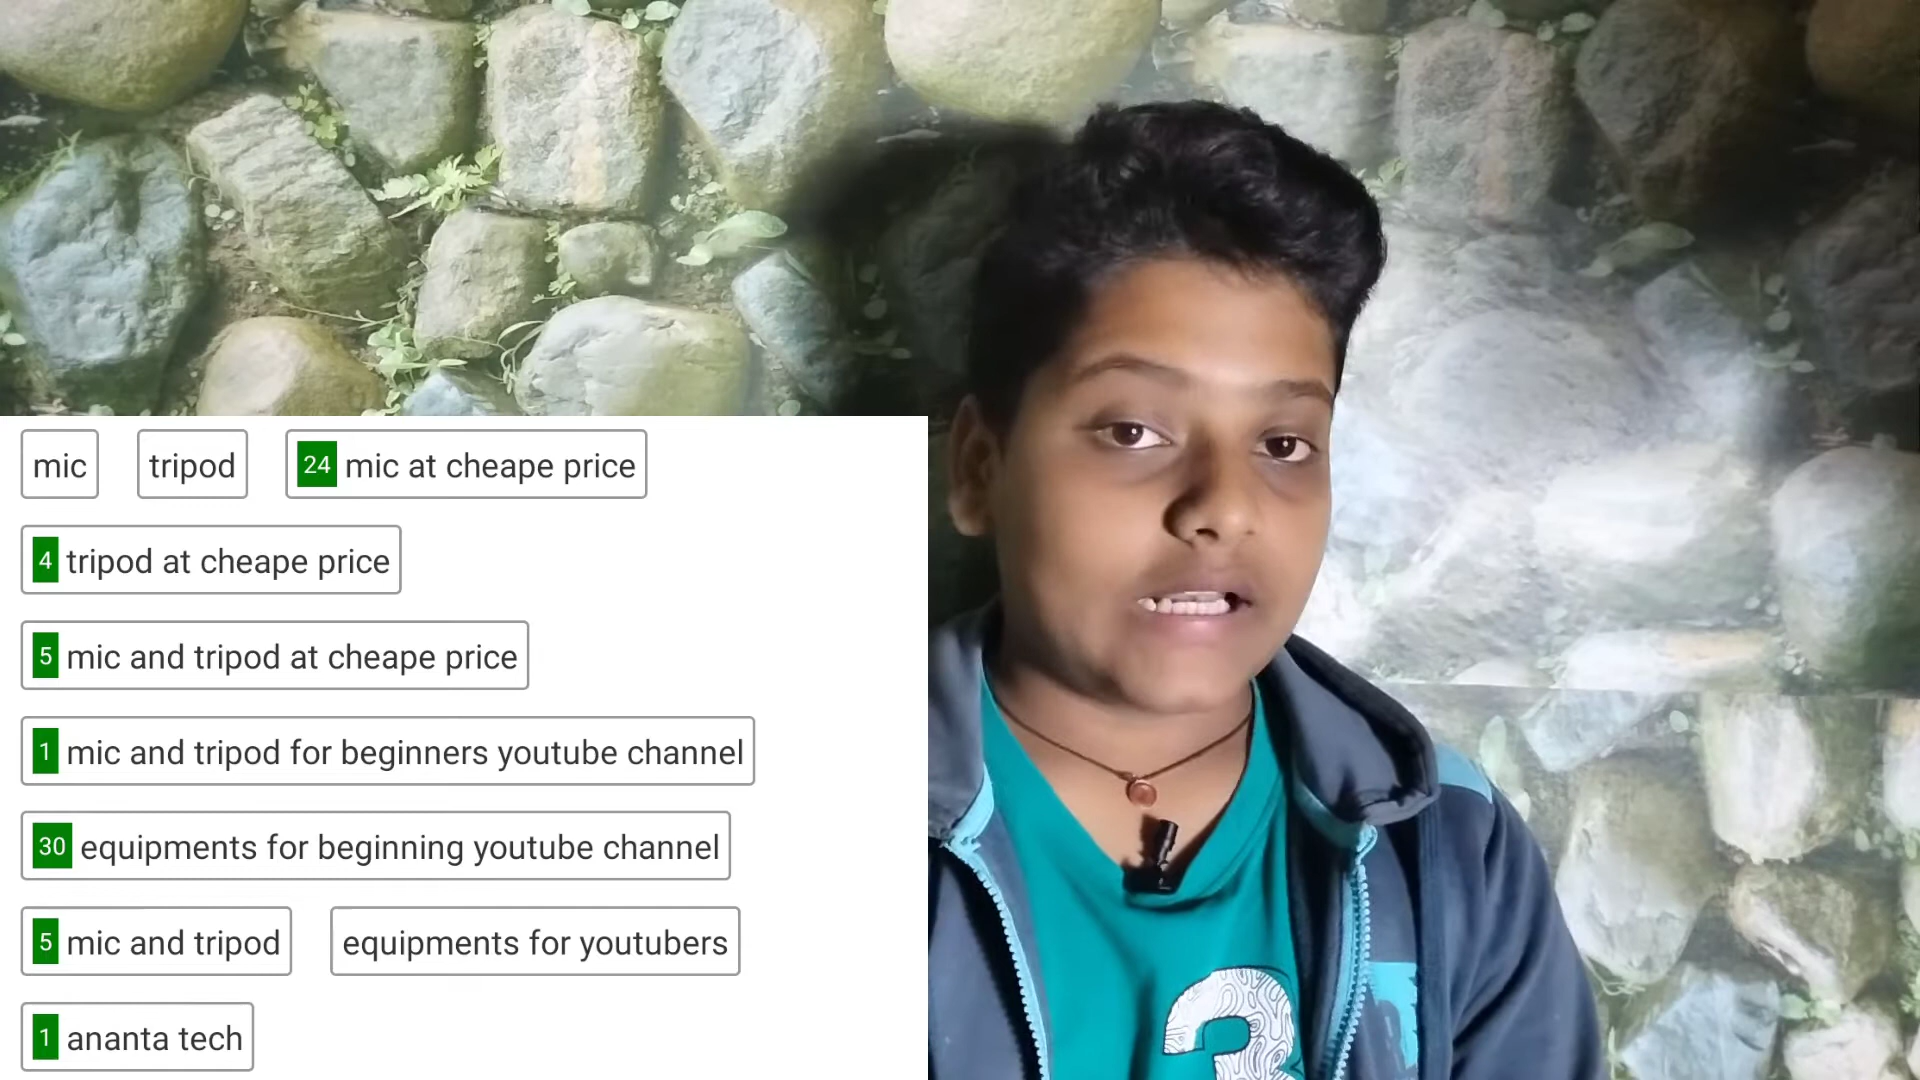 mic tripod 24 mic at cheape price
4 tripod at cheape price
5 mic and tripod at cheape price
1 mic and tripod for beginners youtube channel
30 equipments for beginning youtube channel
5 mic and tripod equipments for youtubers
1 ananta tech
3